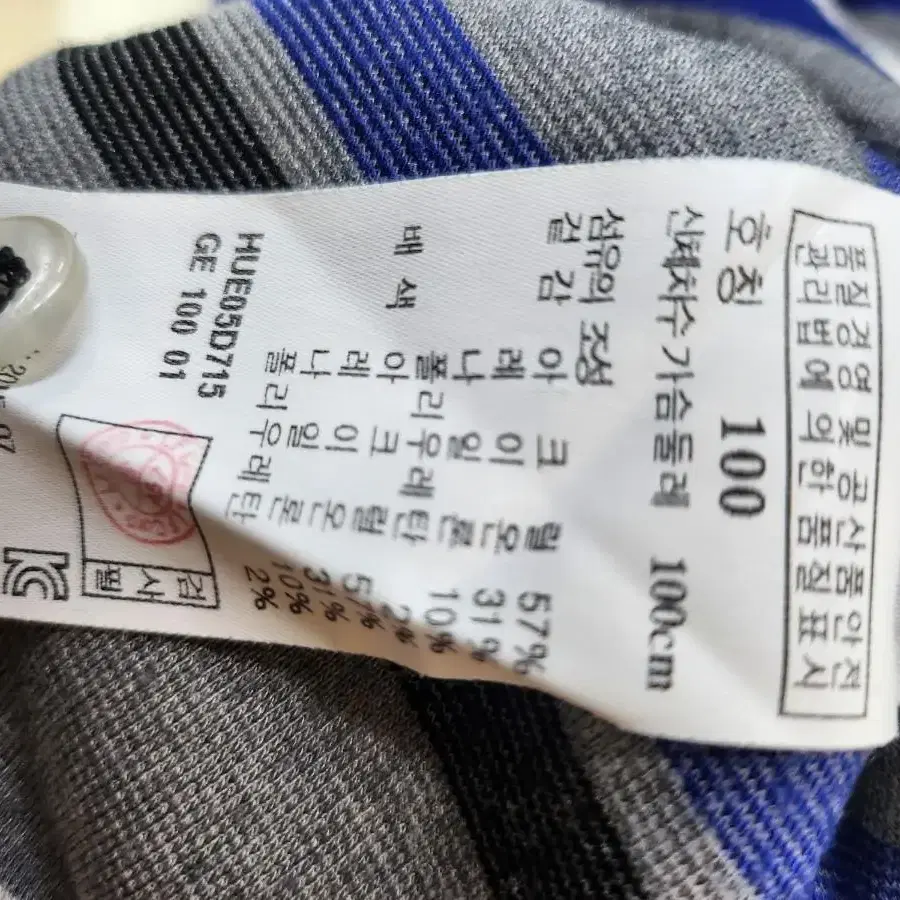 품질경영 및 공산품안전
관리법에 의한 품질표시
호칭 100
신체치수 가슴둘레 100cm
섬유의 조성
겉감 아크릴 57%
레이온 31%
나일론 10%
폴리우레탄 2%
배색 아크릴 57%
레이온 31%
나일론 10%
폴리우레탄 2%
HUE05D715
GE 100 01
검사필
KC